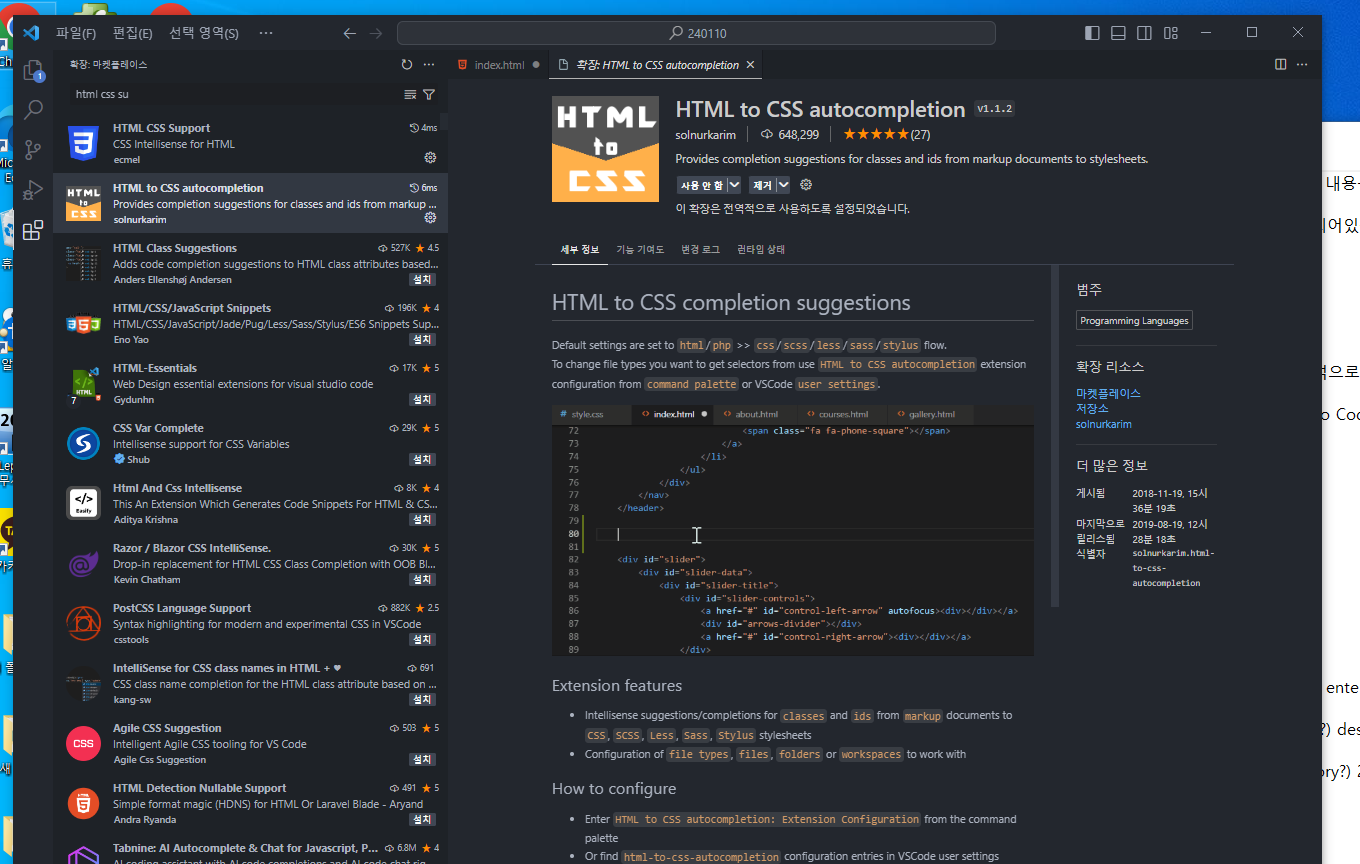 파일(F) 편집(E) 선택 영역(S) ··· 240110
확장: 마켓플레이스
html css su
HTML CSS Support 4ms
CSS Intellisense for HTML
ecmel
HTML to CSS autocompletion 6ms
Provides completion suggestions for classes and ids from markup ...
solnurkarim
HTML Class Suggestions 527K ★ 4.5
Adds code completion suggestions to HTML class attributes based...
Anders Ellenshøj Andersen 설치
HTML/CSS/JavaScript Snippets 196K ★ 4
HTML/CSS/JavaScript/Jade/Pug/Less/Sass/Stylus/ES6 Snippets Sup...
Eno Yao 설치
HTML-Essentials 17K ★ 5
Web Design essential extensions for visual studio code
Gydunhn 설치
CSS Var Complete 29K ★ 5
Intellisense support for CSS Variables
Shub 설치
Html And Css Intellisense 8K ★ 4
This An Extension Which Generates Code Snippets For HTML & CS...
Aditya Krishna 설치
Razor / Blazor CSS IntelliSense. 30K ★ 5
Drop-in replacement for HTML CSS Class Completion with OOB Bl...
Kevin Chatham 설치
PostCSS Language Support 882K ★ 2.5
Syntax highlighting for modern and experimental CSS in VSCode
csstools 설치
IntelliSense for CSS class names in HTML + ♥ 691
CSS class name completion for the HTML class attribute based on ...
kang-sw 설치
Agile CSS Suggestion 503 ★ 5
Intelligent Agile CSS tooling for VS Code
Agile Css Suggestion 설치
HTML Detection Nullable Support 491 ★ 5
Simple format magic (HDNS) for HTML Or Laravel Blade - Aryand
Andra Ryanda 설치
Tabnine: AI Autocomplete & Chat for Javascript, P... 6.8M ★ 4
index.html ● 확장: HTML to CSS autocompletion ×
HTML to CSS
HTML to CSS autocompletion v1.1.2
solnurkarim 648,299 ★★★★★(27)
Provides completion suggestions for classes and ids from markup documents to stylesheets.
사용 안 함 제거
이 확장은 전역적으로 사용하도록 설정되었습니다.
세부 정보 기능 기여도 변경 로그 런타임 상태
HTML to CSS completion suggestions
Default settings are set to html/php >> css/scss/less/sass/stylus flow.
To change file types you want to get selectors from use HTML to CSS autocompletion extension
configuration from command palette or VSCode user settings.
# style.css <> index.html ● <> about.html <> courses.html <> gallery.html
72 <span class="fa fa-phone-square"></span>
73 </a>
74 </li>
75 </ul>
76 </div>
77 </nav>
78 </header>
79
80
81
82 <div id="slider">
83 <div id="slider-data">
84 <div id="slider-title">
85 <div id="slider-controls">
86 <a href="#" id="control-left-arrow" autofocus><div></div></a>
87 <div id="arrows-divider"></div>
88 <a href="#" id="control-right-arrow"><div></div></a>
89 </div>
Extension features
• Intellisense suggestions/completions for classes and ids from markup documents to
CSS, SCSS, Less, Sass, Stylus stylesheets
• Configuration of file types, files, folders or workspaces to work with
How to configure
• Enter HTML to CSS autocompletion: Extension Configuration from the command
palette
• Or find html-to-css-autocompletion configuration entries in VSCode user settings
범주
Programming Languages
확장 리소스
마켓플레이스
저장소
solnurkarim
더 많은 정보
게시됨 2018-11-19, 15시
36분 19초
마지막으로 2019-08-19, 12시
릴리스됨 28분 18초
식별자 solnurkarim.html-
to-css-
autocompletion